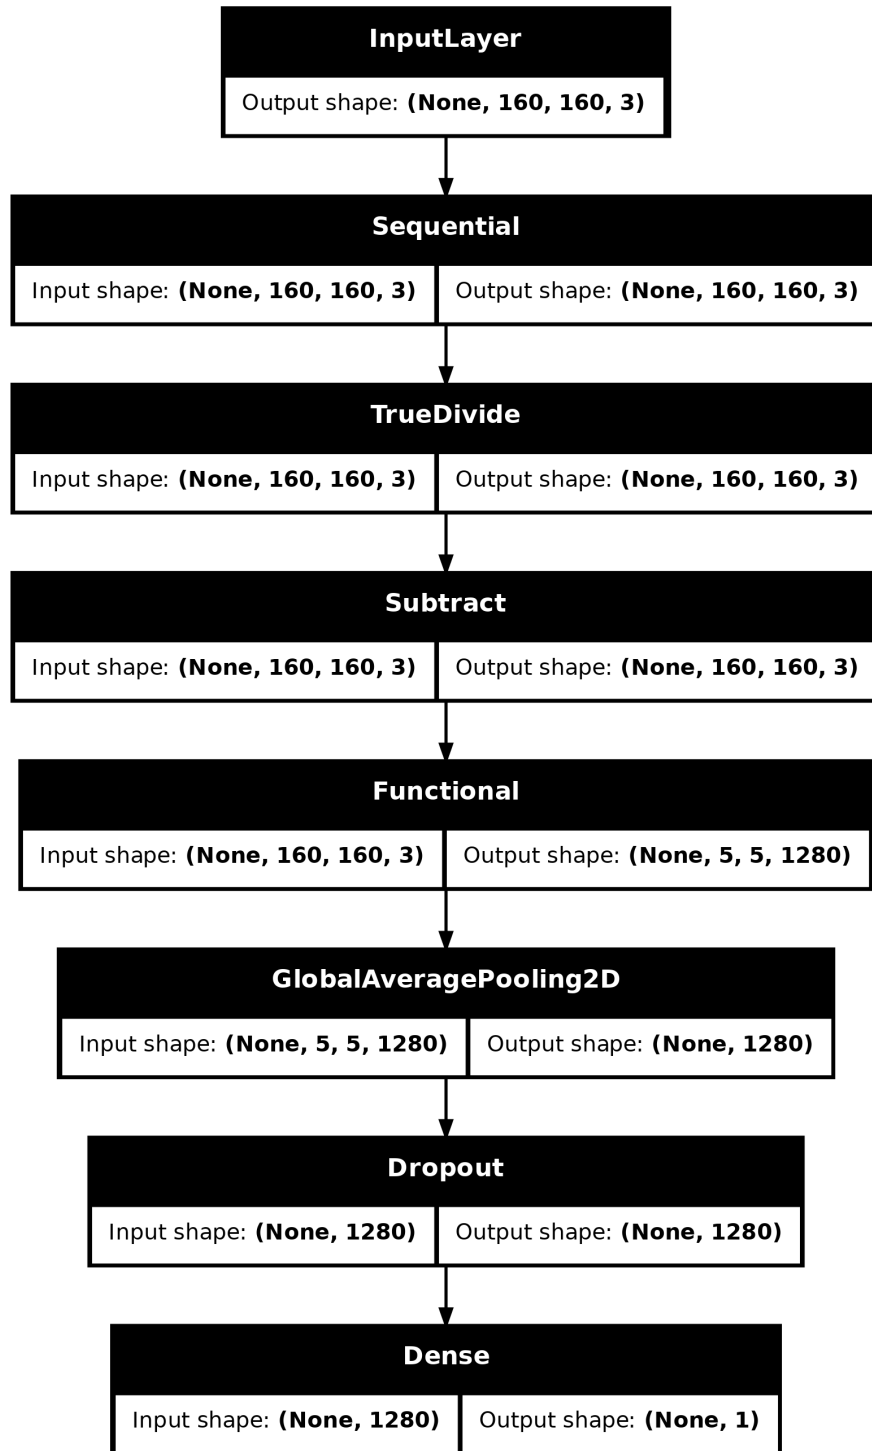 InputLayer
Output shape: (None, 160, 160, 3)
Sequential
Input shape: (None, 160, 160, 3) Output shape: (None, 160, 160, 3)
TrueDivide
Input shape: (None, 160, 160, 3) Output shape: (None, 160, 160, 3)
Subtract
Input shape: (None, 160, 160, 3) Output shape: (None, 160, 160, 3)
Functional
Input shape: (None, 160, 160, 3) Output shape: (None, 5, 5, 1280)
GlobalAveragePooling2D
Input shape: (None, 5, 5, 1280) Output shape: (None, 1280)
Dropout
Input shape: (None, 1280) Output shape: (None, 1280)
Dense
Input shape: (None, 1280) Output shape: (None, 1)